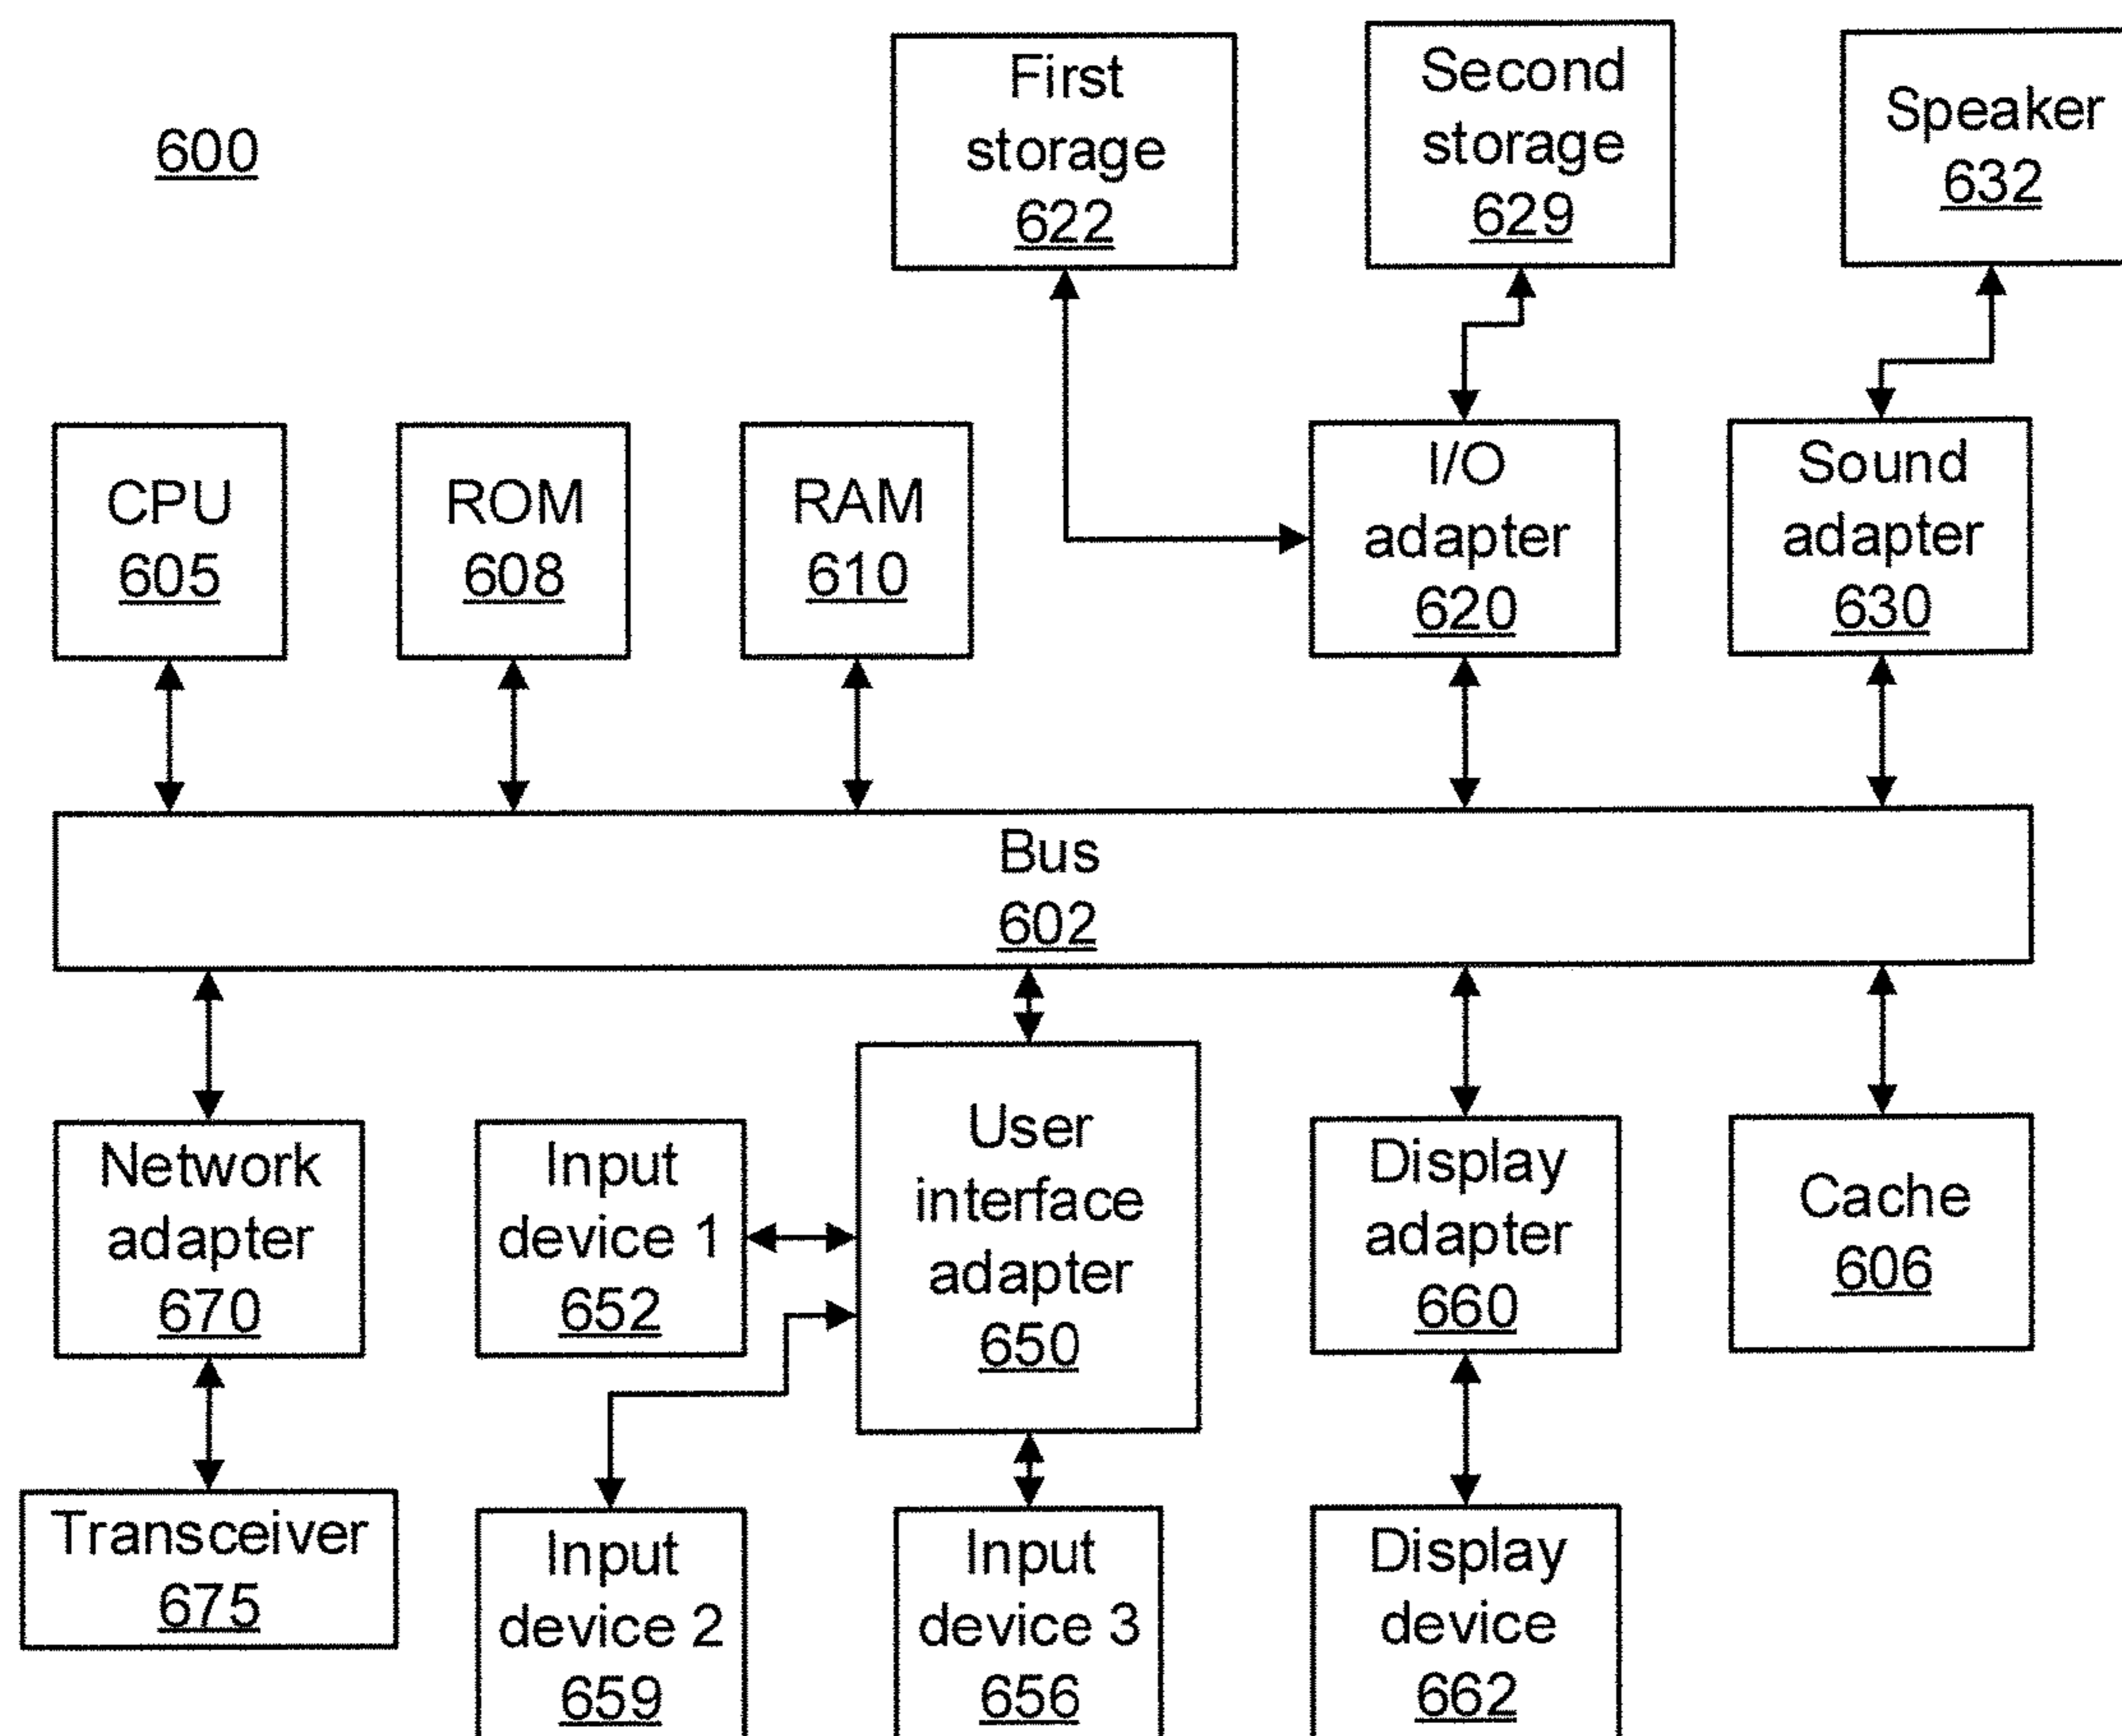 600
First
storage
622
Second
storage
629
Speaker
632
CPU
605
ROM
608
RAM
610
I/O
adapter
620
Sound
adapter
630
Bus
602
Network
adapter
670
Input
device 1
652
User
interface
adapter
650
Display
adapter
660
Cache
606
Transceiver
675
Input
device 2
659
Input
device 3
656
Display
device
662